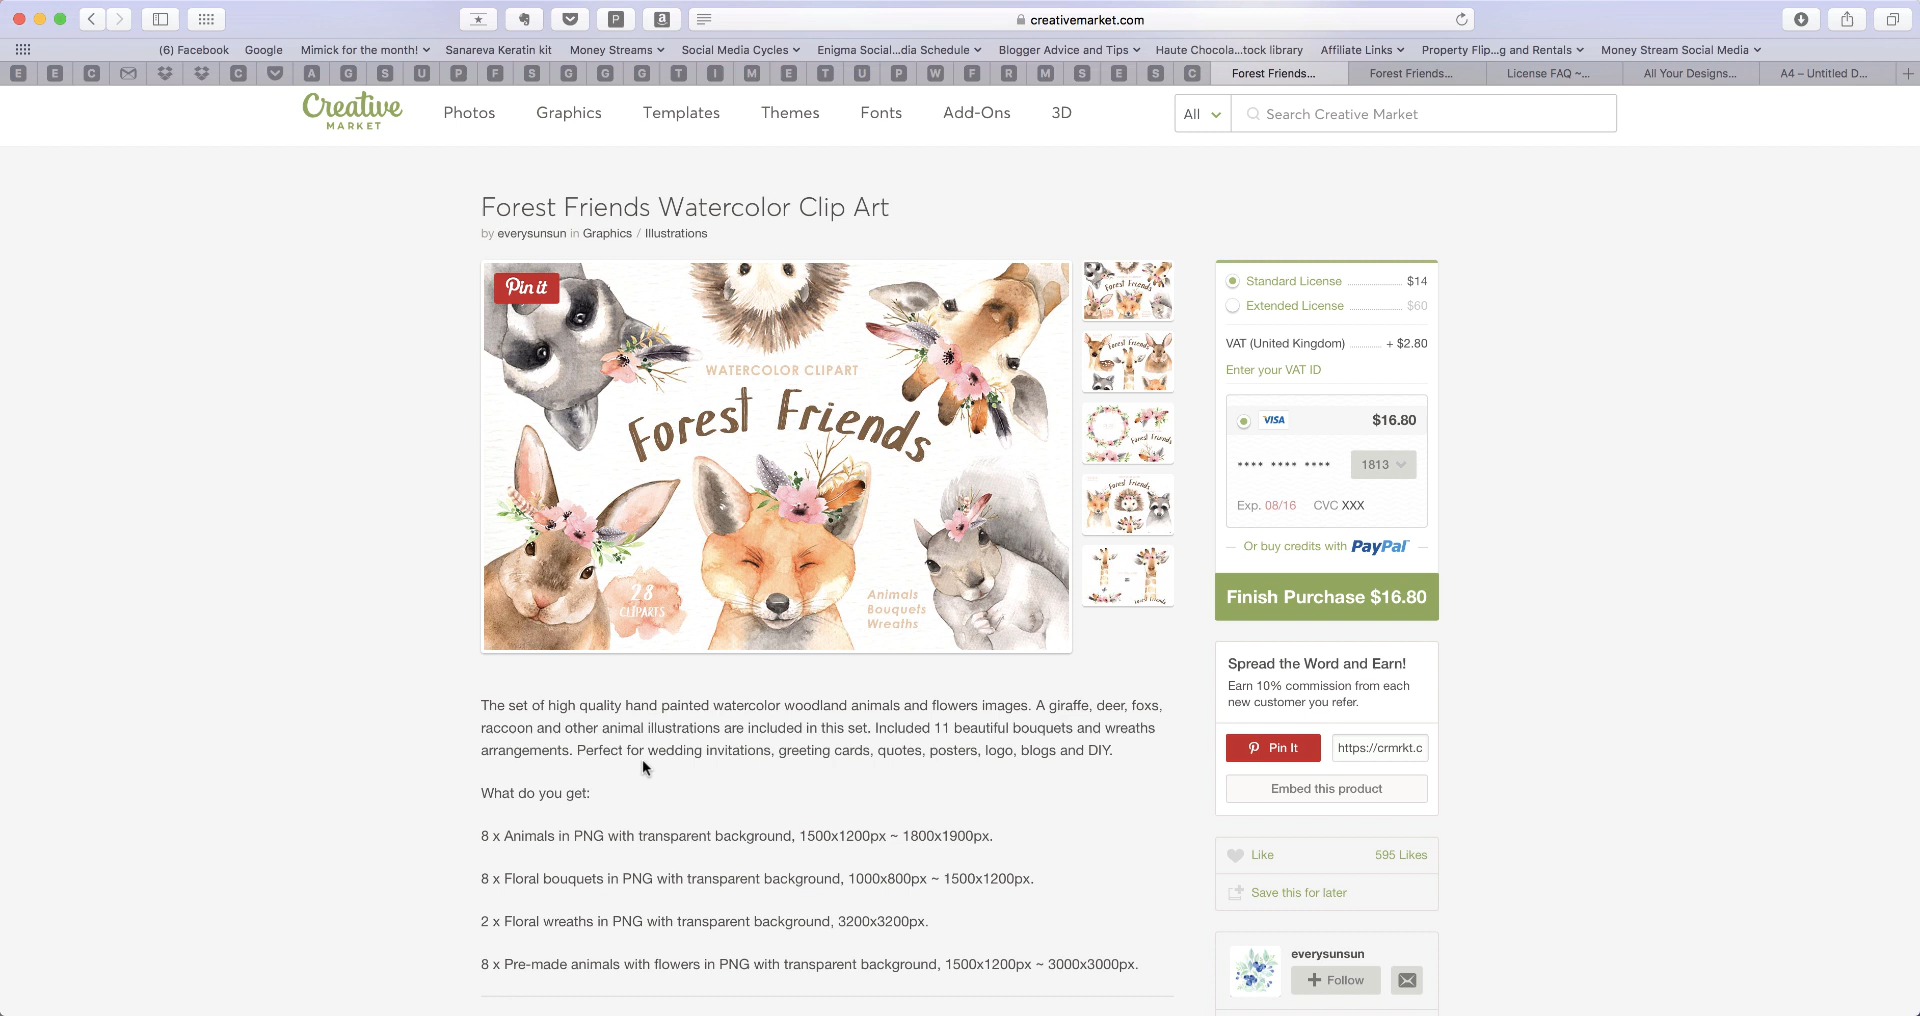 creativemarket.com
(6) Facebook Google Mimick for the month! Sanareva Keratin kit Money Streams Social Media Cycles Enigma Social...dia Schedule Blogger Advice and Tips Haute Chocola...tock library Affiliate Links Property Flip...g and Rentals Money Stream Social Media
E E C C A G S U P F S G G G T I M E T U P W F R M S E S C Forest Friends... Forest Friends... License FAQ ~... All Your Designs... A4 – Untitled D...
Creative
MARKET
Photos Graphics Templates Themes Fonts Add-Ons 3D
All Search Creative Market
Forest Friends Watercolor Clip Art
by everysunsun in Graphics / Illustrations
Pin it
WATERCOLOR CLIPART
Forest Friends
28
CLIPARTS
Animals
Bouquets
Wreaths
Forest Friends
Forest Friends
Forest Friends
Forest Friends
Standard License $14
Extended License $60
VAT (United Kingdom) + $2.80
Enter your VAT ID
VISA $16.80
**** **** **** 1813
Exp. 08/16 CVC XXX
Or buy credits with PayPal
Finish Purchase $16.80
Spread the Word and Earn!
Earn 10% commission from each
new customer you refer.
Pin It https://crmrkt.c
Embed this product
Like 595 Likes
Save this for later
everysunsun
Follow
The set of high quality hand painted watercolor woodland animals and flowers images. A giraffe, deer, foxs,
raccoon and other animal illustrations are included in this set. Included 11 beautiful bouquets and wreaths
arrangements. Perfect for wedding invitations, greeting cards, quotes, posters, logo, blogs and DIY.
What do you get:
8 x Animals in PNG with transparent background, 1500x1200px ~ 1800x1900px.
8 x Floral bouquets in PNG with transparent background, 1000x800px ~ 1500x1200px.
2 x Floral wreaths in PNG with transparent background, 3200x3200px.
8 x Pre-made animals with flowers in PNG with transparent background, 1500x1200px ~ 3000x3000px.